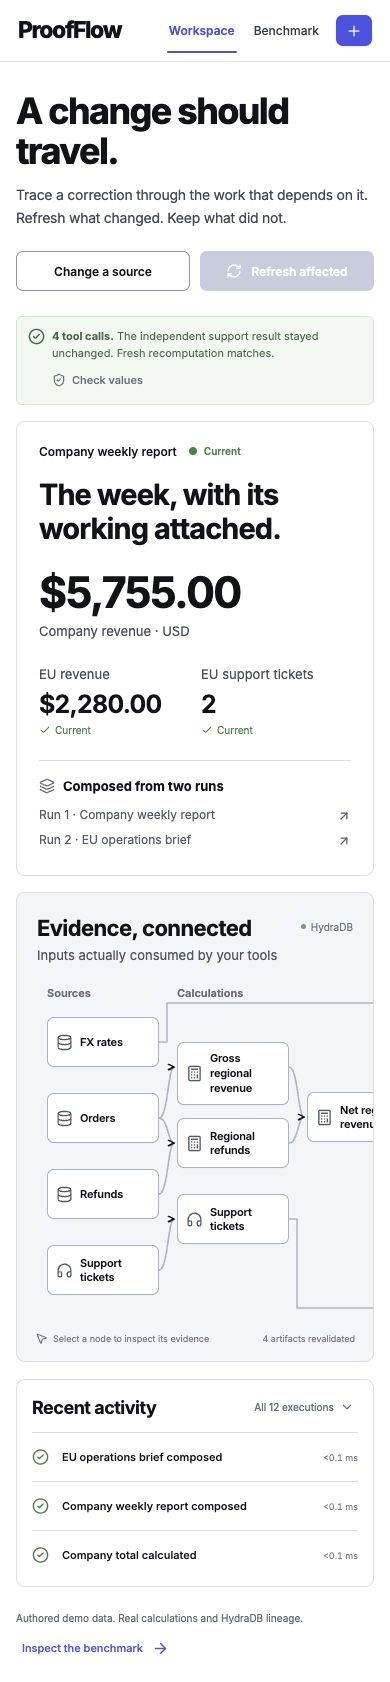 ProofFlow
Workspace
Benchmark
A change should
travel.
Trace a correction through the work that depends on it.
Refresh what changed. Keep what did not.
Change a source
Refresh affected
4 tool calls. The independent support result stayed
unchanged. Fresh recomputation matches.
Check values
Company weekly report
Current
The week, with its
working attached.
$5,755.00
Company revenue · USD
EU revenue
$2,280.00
Current
EU support tickets
2
Current
Composed from two runs
Run 1 · Company weekly report
Run 2 · EU operations brief
Evidence, connected
HydraDB
Inputs actually consumed by your tools
Sources
Calculations
FX rates
Orders
Refunds
Support
tickets
Gross
regional
revenue
Regional
refunds
Support
tickets
Net reg
revenu
Select a node to inspect its evidence
4 artifacts revalidated
Recent activity
All 12 executions
EU operations brief composed
<0.1 ms
Company weekly report composed
<0.1 ms
Company total calculated
<0.1 ms
Authored demo data. Real calculations and HydraDB lineage.
Inspect the benchmark